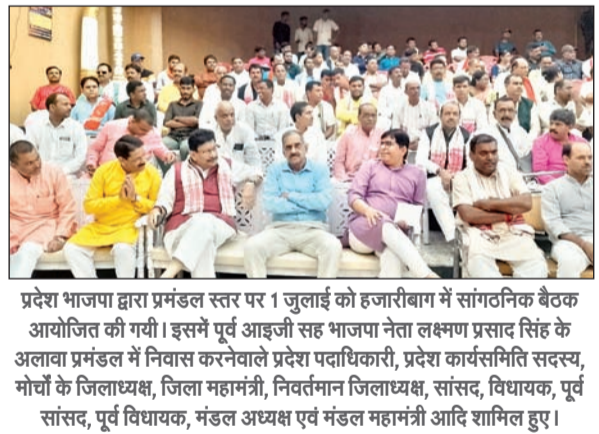 प्रदेश भाजपा द्वारा प्रमंडल स्तर पर 1 जुलाई को हजारीबाग में सांगठनिक बैठक
आयोजित की गयी। इसमें पूर्व आइजी सह भाजपा नेता लक्ष्मण प्रसाद सिंह के
अलावा प्रमंडल में निवास करनेवाले प्रदेश पदाधिकारी, प्रदेश कार्यसमिति सदस्य,
मोर्चों के जिलाध्यक्ष, जिला महामंत्री, निवर्तमान जिलाध्यक्ष, सांसद, विधायक, पूर्व
सांसद, पूर्व विधायक, मंडल अध्यक्ष एवं मंडल महामंत्री आदि शामिल हुए।